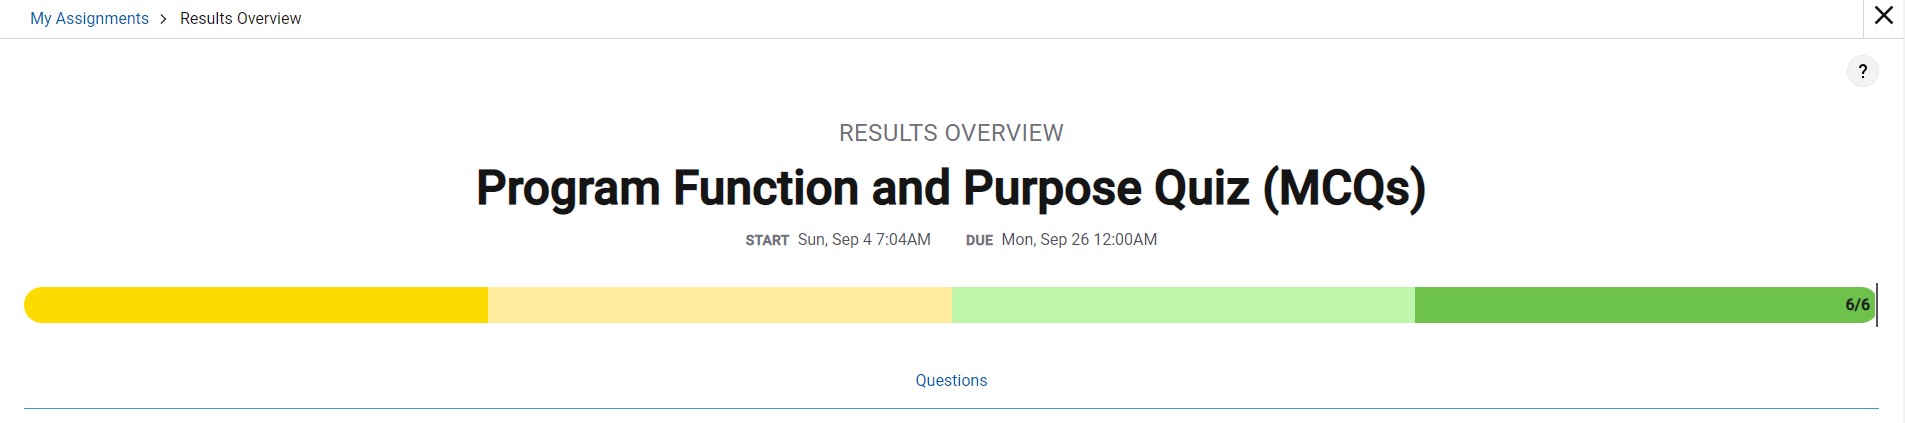 My Assignments > Results Overview
?
RESULTS OVERVIEW
Program Function and Purpose Quiz (MCQs)
START Sun, Sep 4 7:04AM DUE Mon, Sep 26 12:00AM
6/6
Questions